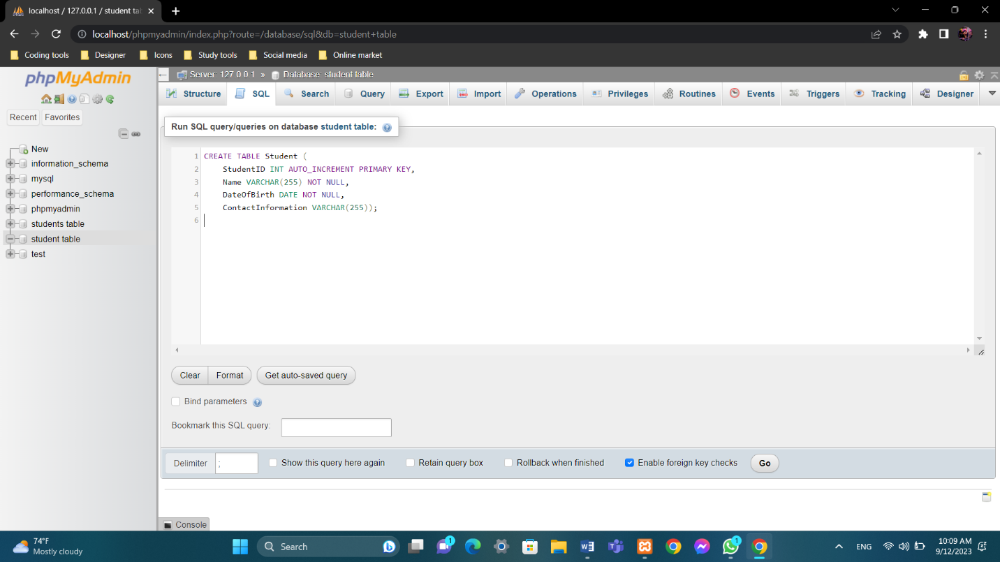 localhost / 127.0.0.1 / student ta
localhost/phpmyadmin/index.php?route=/database/sql&db=student+table
Coding tools Designer Icons Study tools Social media Online market
phpMyAdmin
Server: 127.0.0.1 » Database: student table
Structure SQL Search Query Export Import Operations Privileges Routines Events Triggers Tracking Designer
Recent Favorites
New
information_schema
mysql
performance_schema
phpmyadmin
students table
student table
test
Run SQL query/queries on database student table:
1 CREATE TABLE Student (
2 StudentID INT AUTO_INCREMENT PRIMARY KEY,
3 Name VARCHAR(255) NOT NULL,
4 DateOfBirth DATE NOT NULL,
5 ContactInformation VARCHAR(255));
6
Clear Format Get auto-saved query
Bind parameters
Bookmark this SQL query:
Delimiter ; Show this query here again Retain query box Rollback when finished Enable foreign key checks Go
Console
74°F
Mostly cloudy
Search
1
1
ENG
10:09 AM
9/12/2023